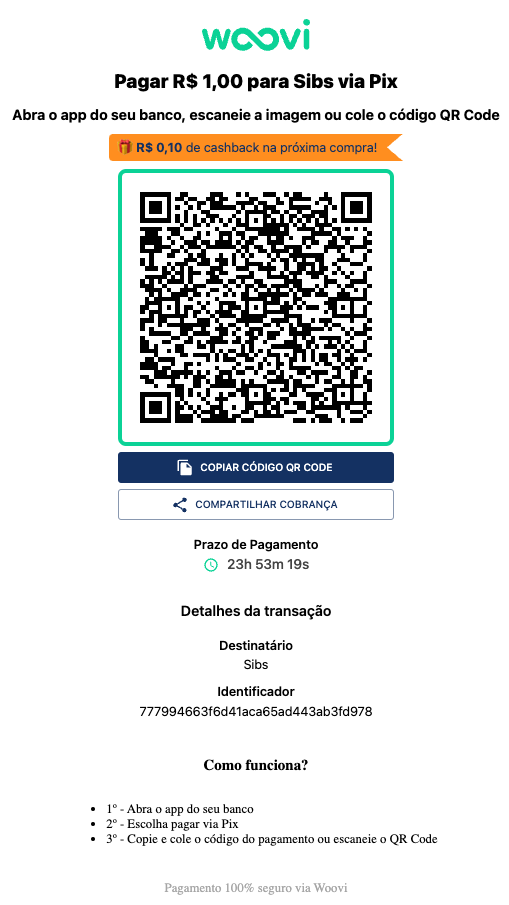 woovi
Pagar R$ 1,00 para Sibs via Pix
Abra o app do seu banco, escaneie a imagem ou cole o código QR Code
R$ 0,10 de cashback na próxima compra!
COPIAR CÓDIGO QR CODE
COMPARTILHAR COBRANÇA
Prazo de Pagamento
23h 53m 19s
Detalhes da transação
Destinatário
Sibs
Identificador
777994663f6d41aca65ad443ab3fd978
Como funciona?
1º - Abra o app do seu banco
2º - Escolha pagar via Pix
3º - Copie e cole o código do pagamento ou escaneie o QR Code
Pagamento 100% seguro via Woovi